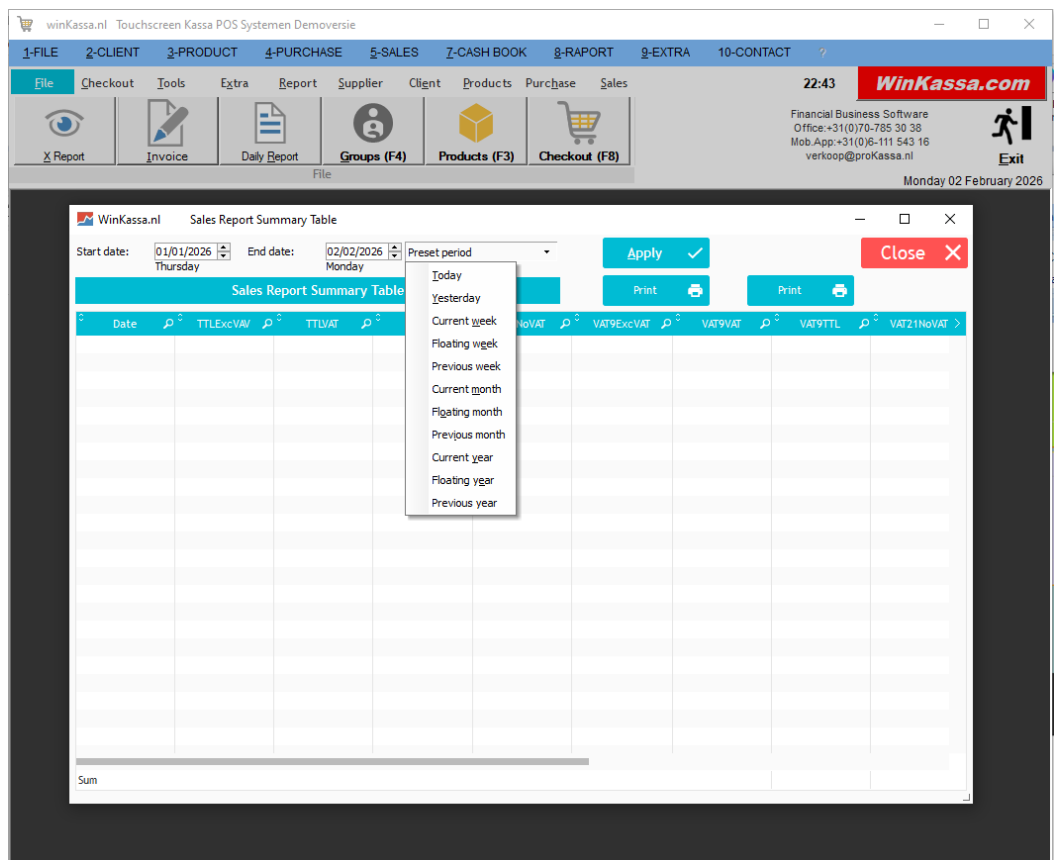 winKassa.nl Touchscreen Kassa POS Systemen Demoversie
1-FILE 2-CLIENT 3-PRODUCT 4-PURCHASE 5-SALES 7-CASH BOOK 8-RAPORT 9-EXTRA 10-CONTACT ?
File Checkout Tools Extra Report Supplier Client Products Purchase Sales 22:43 WinKassa.com
Financial Business Software
Office:+31(0)70-785 30 38
Mob.App:+31(0)6-111 543 16
verkoop@proKassa.nl
X Report Invoice Daily Report Groups (F4) Products (F3) Checkout (F8) Exit
File
Monday 02 February 2026
WinKassa.nl Sales Report Summary Table
Start date: 01/01/2026 End date: 02/02/2026 Preset period Apply Close
Thursday Monday
Sales Report Summary Table Print Print
Date TTLExcVAV TTLVAT NoVAT VAT9ExcVAT VAT9VAT VAT9TTL VAT21NoVAT
Today
Yesterday
Current week
Floating week
Previous week
Current month
Floating month
Previous month
Current year
Floating year
Previous year
Sum